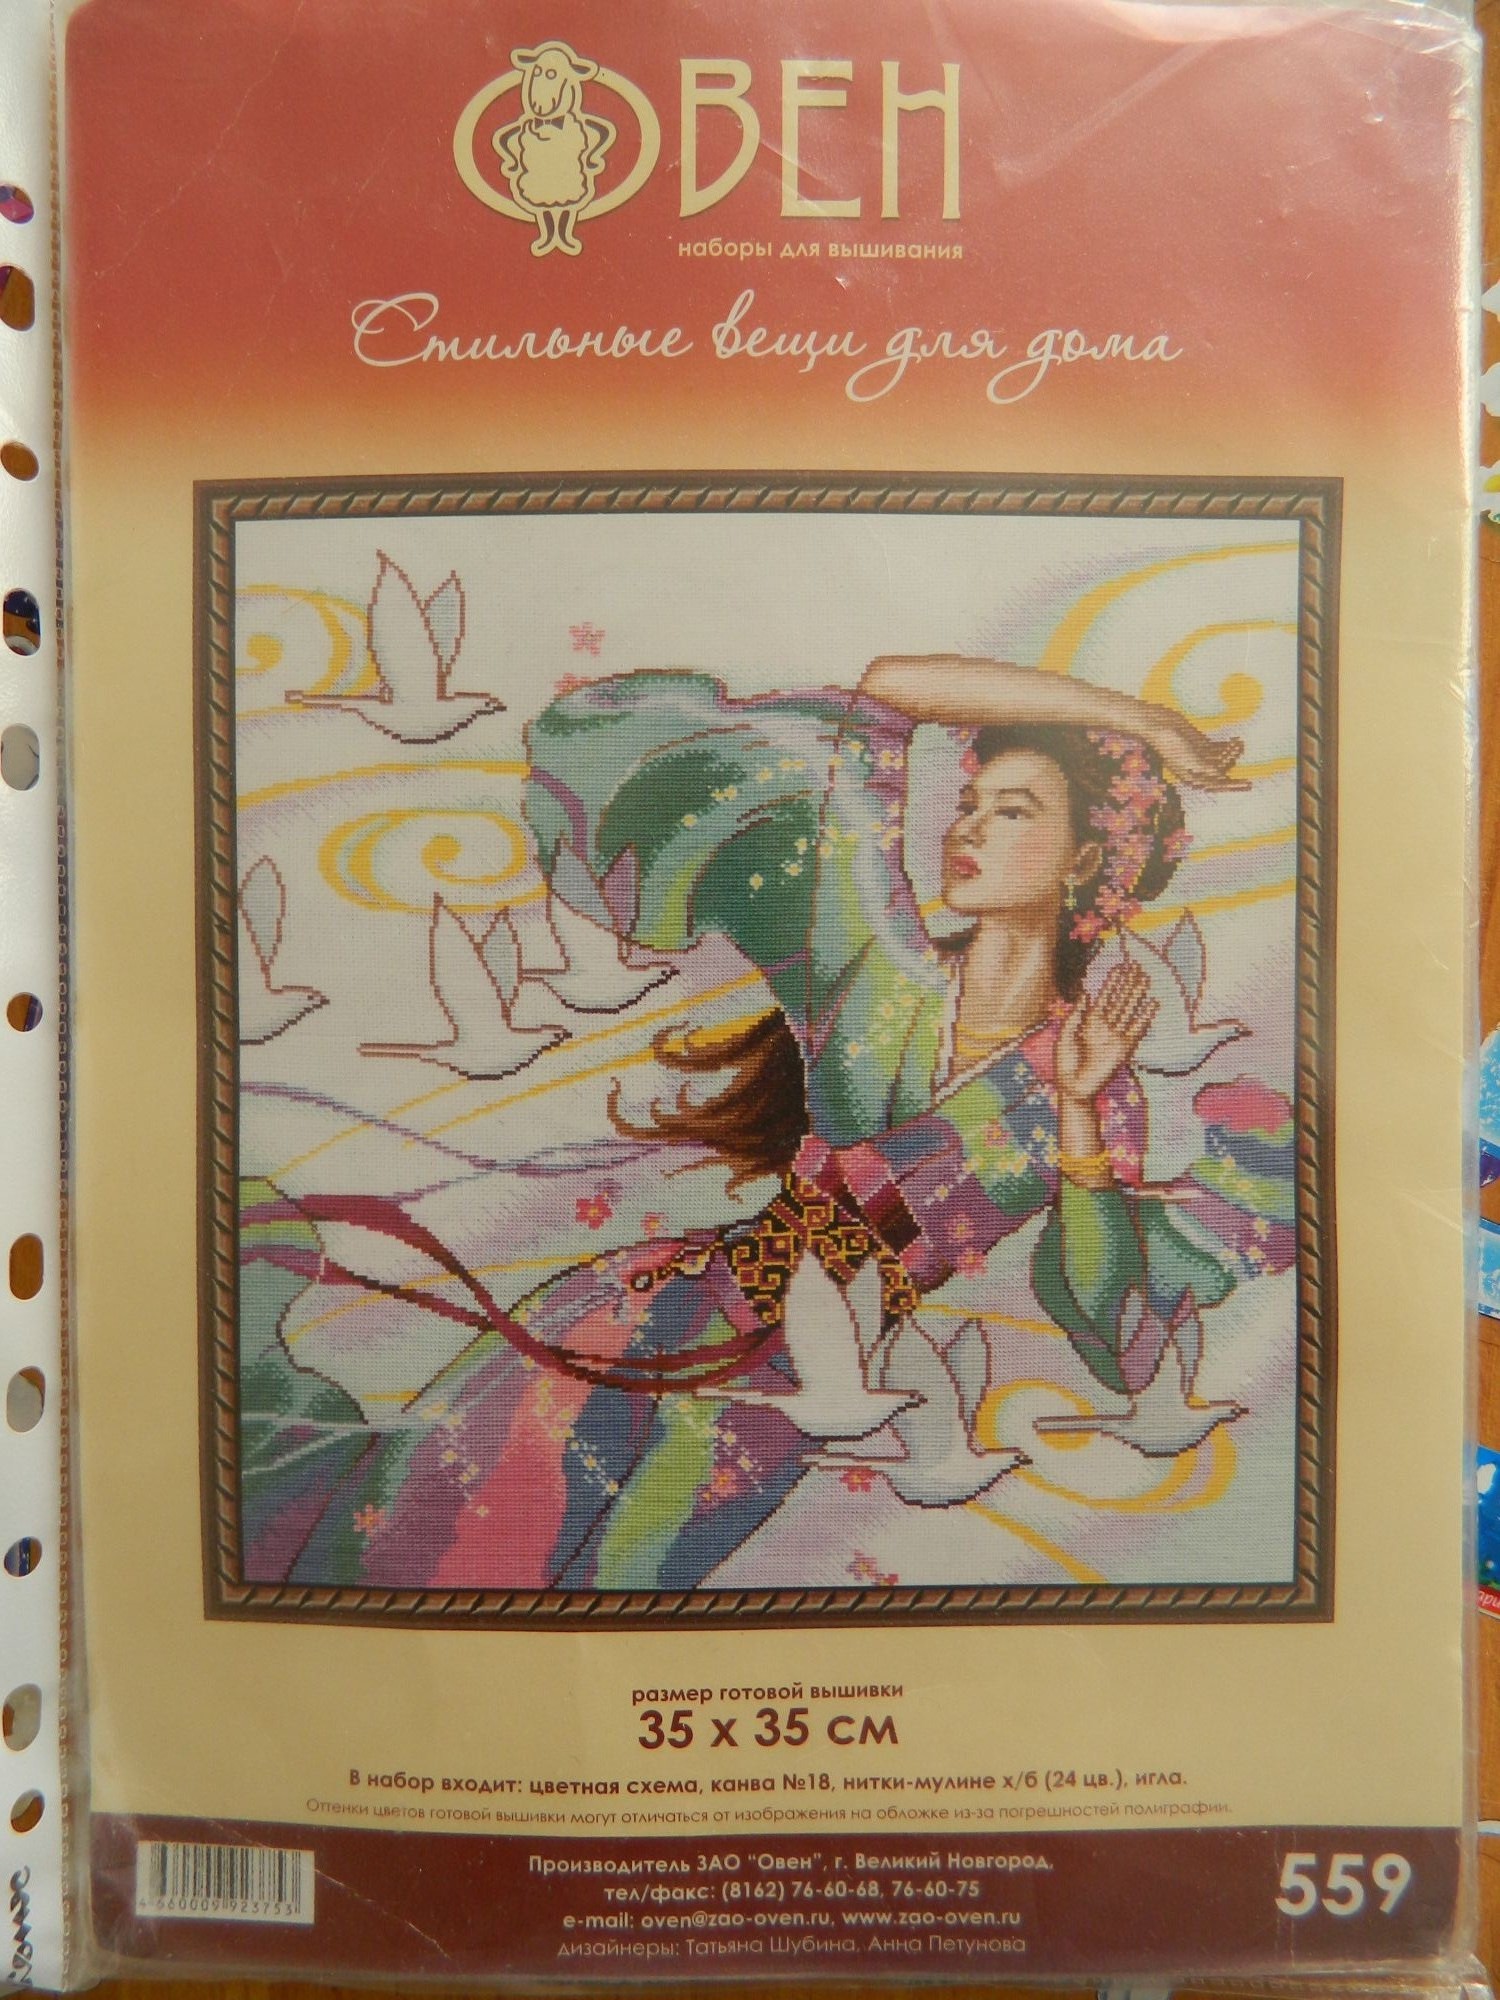 ОВЕН
наборы для вышивания
Стильные вещи для дома
размер готовой вышивки
35 х 35 см
В набор входит: цветная схема, канва №18, нитки-мулине х/б (24 цв.), игла.
Оттенки цветов готовой вышивки могут отличаться от изображения на обложке из-за погрешностей полиграфии.
Производитель ЗАО "Овен", г. Великий Новгород,
тел/факс: (8162) 76-60-68, 76-60-75
e-mail: oven@zao-oven.ru, www.zao-oven.ru
дизайнеры: Татьяна Шубина, Анна Петунова
4 660009 923753
559